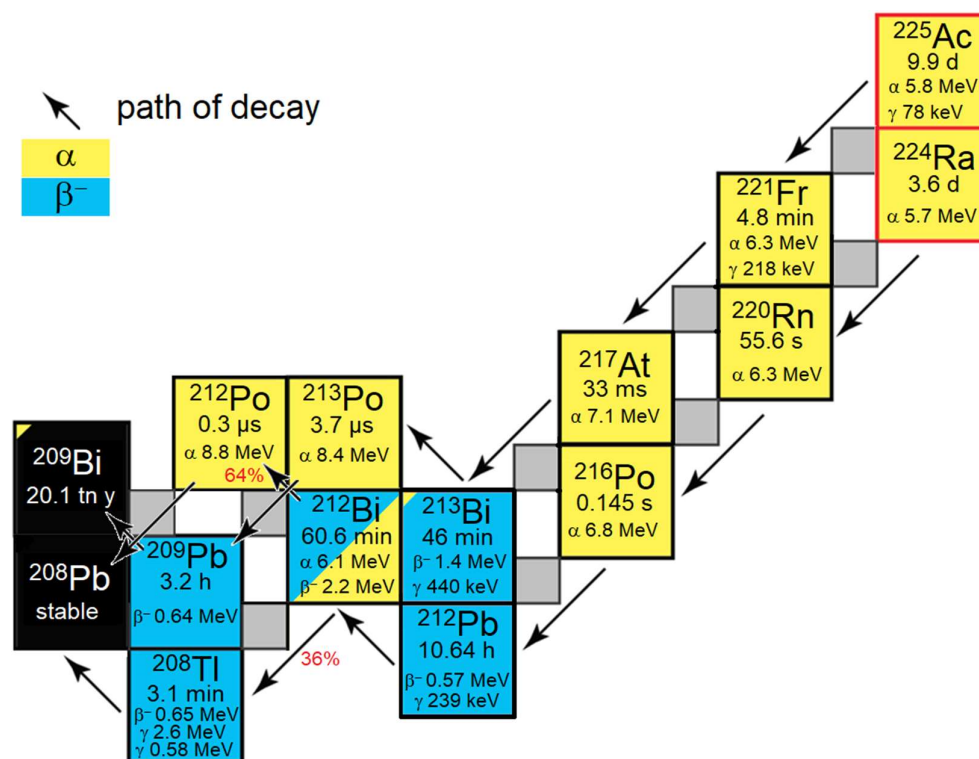 path of decay
α
β⁻
²²⁵Ac
9.9 d
α 5.8 MeV
γ 78 keV
²²⁴Ra
3.6 d
α 5.7 MeV
²²¹Fr
4.8 min
α 6.3 MeV
γ 218 keV
²²⁰Rn
55.6 s
α 6.3 MeV
²¹⁷At
33 ms
α 7.1 MeV
²¹⁶Po
0.145 s
α 6.8 MeV
²¹²Po
0.3 µs
α 8.8 MeV
64%
²¹³Po
3.7 µs
α 8.4 MeV
²¹²Bi
60.6 min
α 6.1 MeV
β⁻ 2.2 MeV
²¹³Bi
46 min
β⁻ 1.4 MeV
γ 440 keV
²¹²Pb
10.64 h
β⁻ 0.57 MeV
γ 239 keV
36%
²⁰⁹Bi
20.1 tn y
²⁰⁸Pb
stable
²⁰⁹Pb
3.2 h
β⁻ 0.64 MeV
²⁰⁸Tl
3.1 min
β⁻ 0.65 MeV
γ 2.6 MeV
γ 0.58 MeV